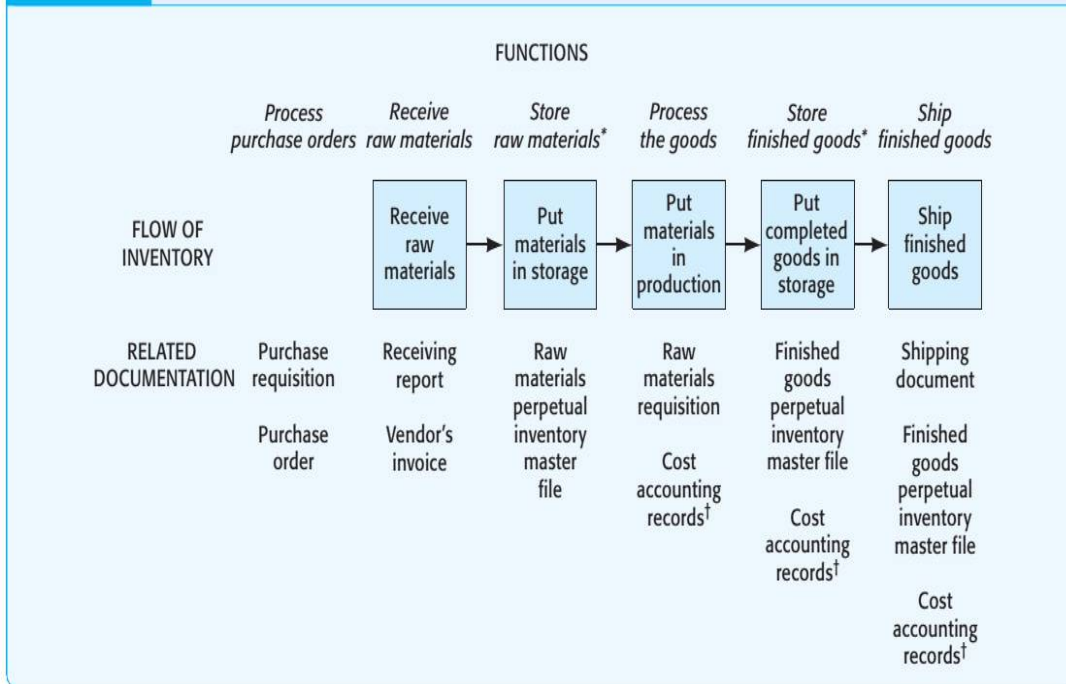 FUNCTIONS
Process
purchase orders
Receive
raw materials
Store
raw materials*
Process
the goods
Store
finished goods*
Ship
finished goods
FLOW OF
INVENTORY
Receive
raw
materials
Put
materials
in storage
Put
materials
in
production
Put
completed
goods in
storage
Ship
finished
goods
RELATED
DOCUMENTATION
Purchase
requisition
Purchase
order
Receiving
report
Vendor's
invoice
Raw
materials
perpetual
inventory
master
file
Raw
materials
requisition
Cost
accounting
records†
Finished
goods
perpetual
inventory
master file
Cost
accounting
records†
Shipping
document
Finished
goods
perpetual
inventory
master file
Cost
accounting
records†